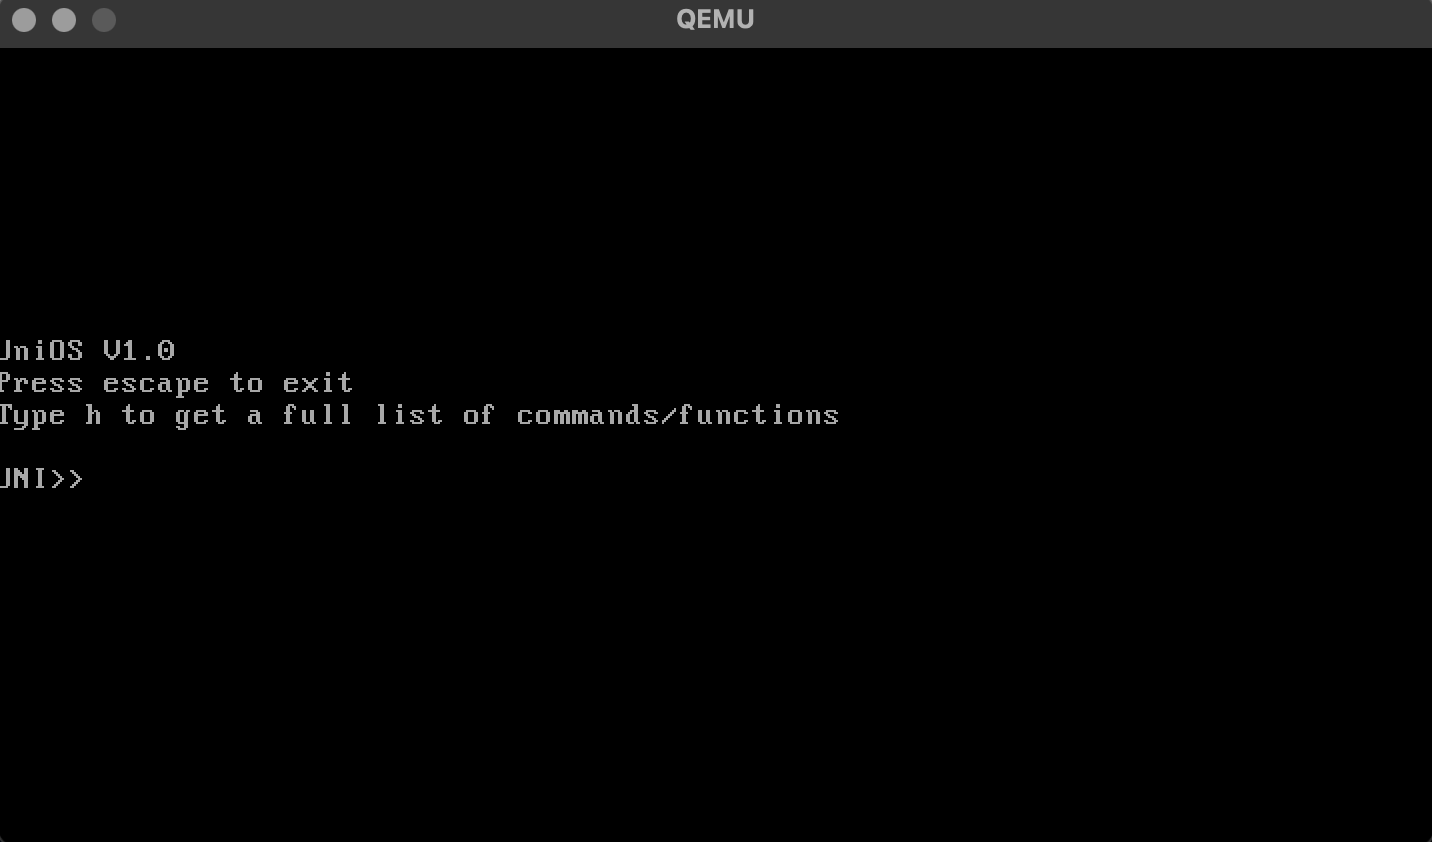 QEMU
UniOS V1.0
Press escape to exit
Type h to get a full list of commands/functions
UNI>>